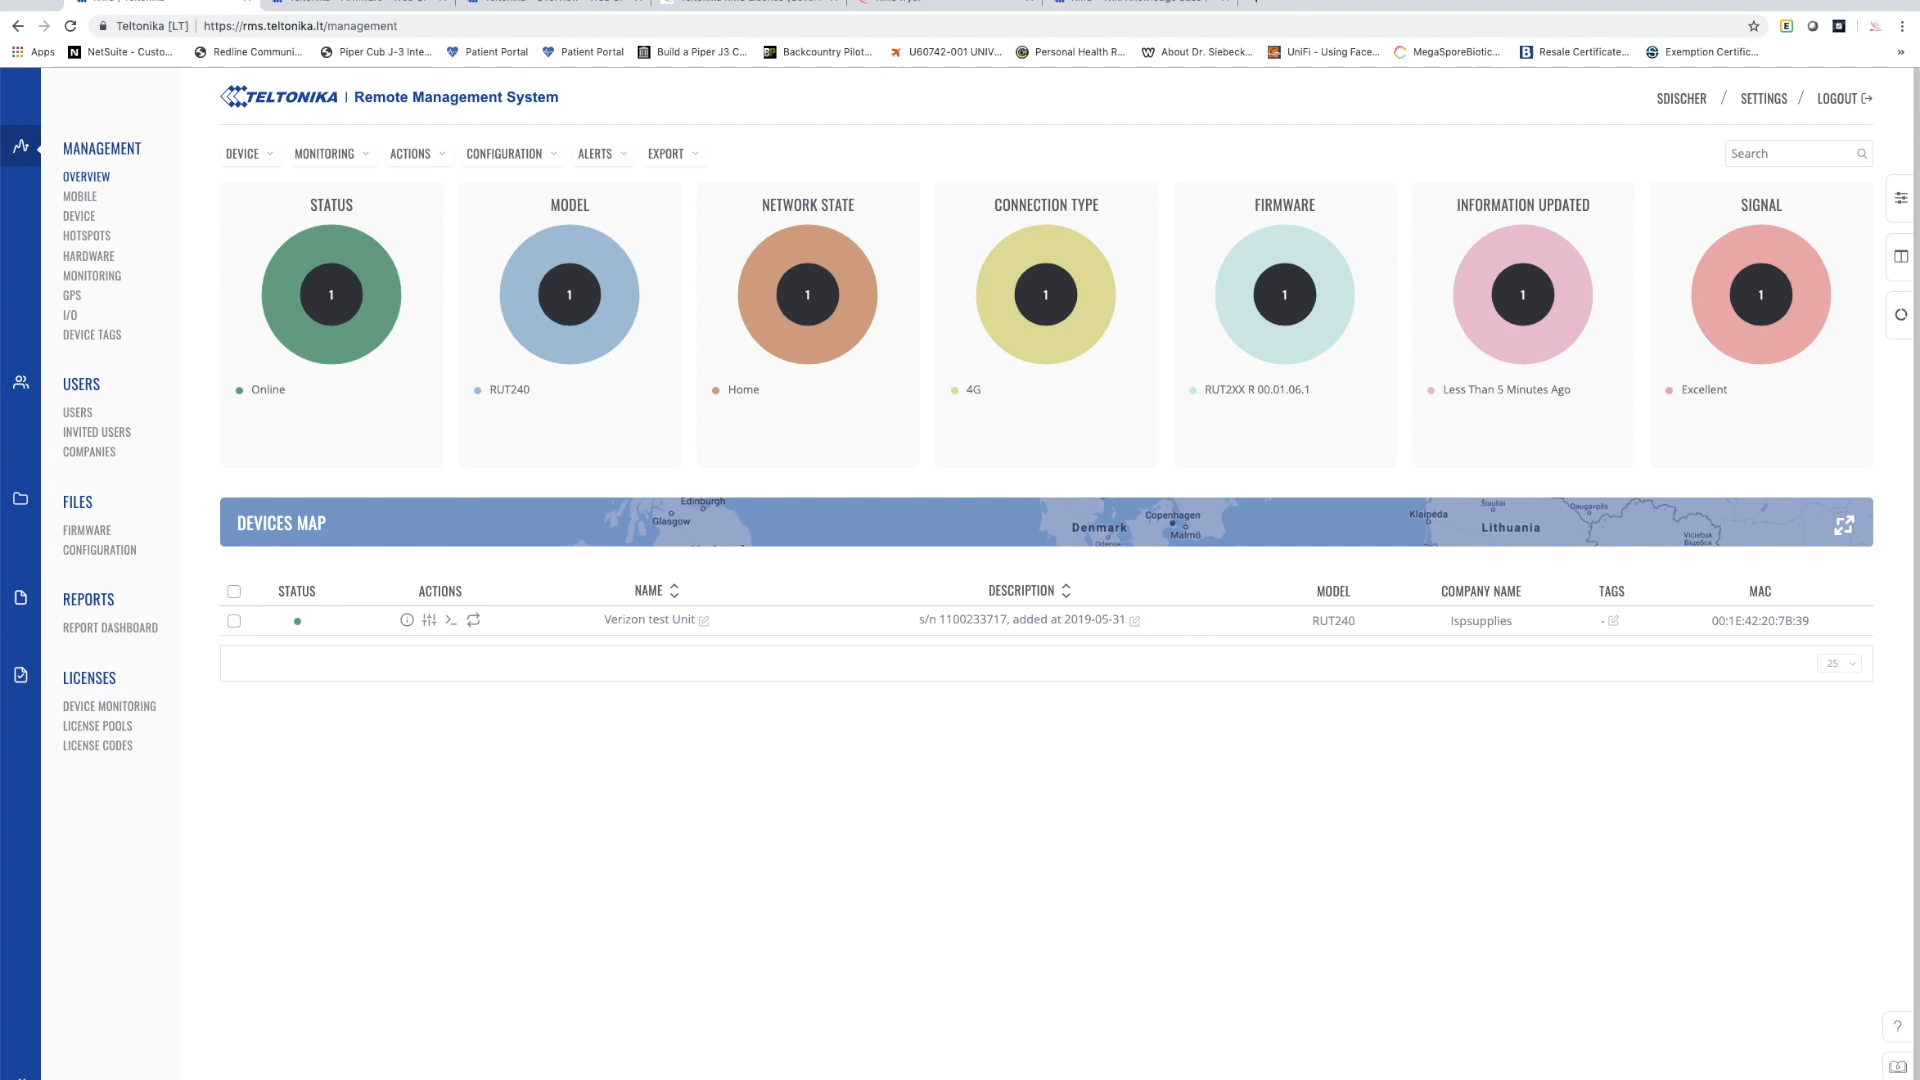 Teltonika [LT] | https://rms.teltonika.lt/management
Apps
NetSuite - Custo...
Redline Communi...
Piper Cub J-3 Inte...
Patient Portal
Patient Portal
Build a Piper J3 C...
Backcountry Pilot...
U60742-001 UNIV...
Personal Health R...
About Dr. Siebeck...
UniFi - Using Face...
MegaSporeBiotic...
Resale Certificate...
Exemption Certific...
»
TELTONIKA | Remote Management System
SDISCHER / SETTINGS / LOGOUT
MANAGEMENT
OVERVIEW
MOBILE
DEVICE
HOTSPOTS
HARDWARE
MONITORING
GPS
I/O
DEVICE TAGS
USERS
USERS
INVITED USERS
COMPANIES
FILES
FIRMWARE
CONFIGURATION
REPORTS
REPORT DASHBOARD
LICENSES
DEVICE MONITORING
LICENSE POOLS
LICENSE CODES
DEVICE MONITORING ACTIONS CONFIGURATION ALERTS EXPORT
Search
STATUS
1
Online
MODEL
1
RUT240
NETWORK STATE
1
Home
CONNECTION TYPE
1
4G
FIRMWARE
1
RUT2XX R 00.01.06.1
INFORMATION UPDATED
1
Less Than 5 Minutes Ago
SIGNAL
1
Excellent
DEVICES MAP
Edinburgh
Glasgow
Denmark
Odense
Copenhagen
Malmö
Klaipėda
Šiauliai
Lithuania
Daugavpils
Viciebsk
Віцебск
STATUS ACTIONS NAME DESCRIPTION MODEL COMPANY NAME TAGS MAC
Verizon test Unit s/n 1100233717, added at 2019-05-31 RUT240 Ispsupplies - 00:1E:42:20:7B:39
25
?